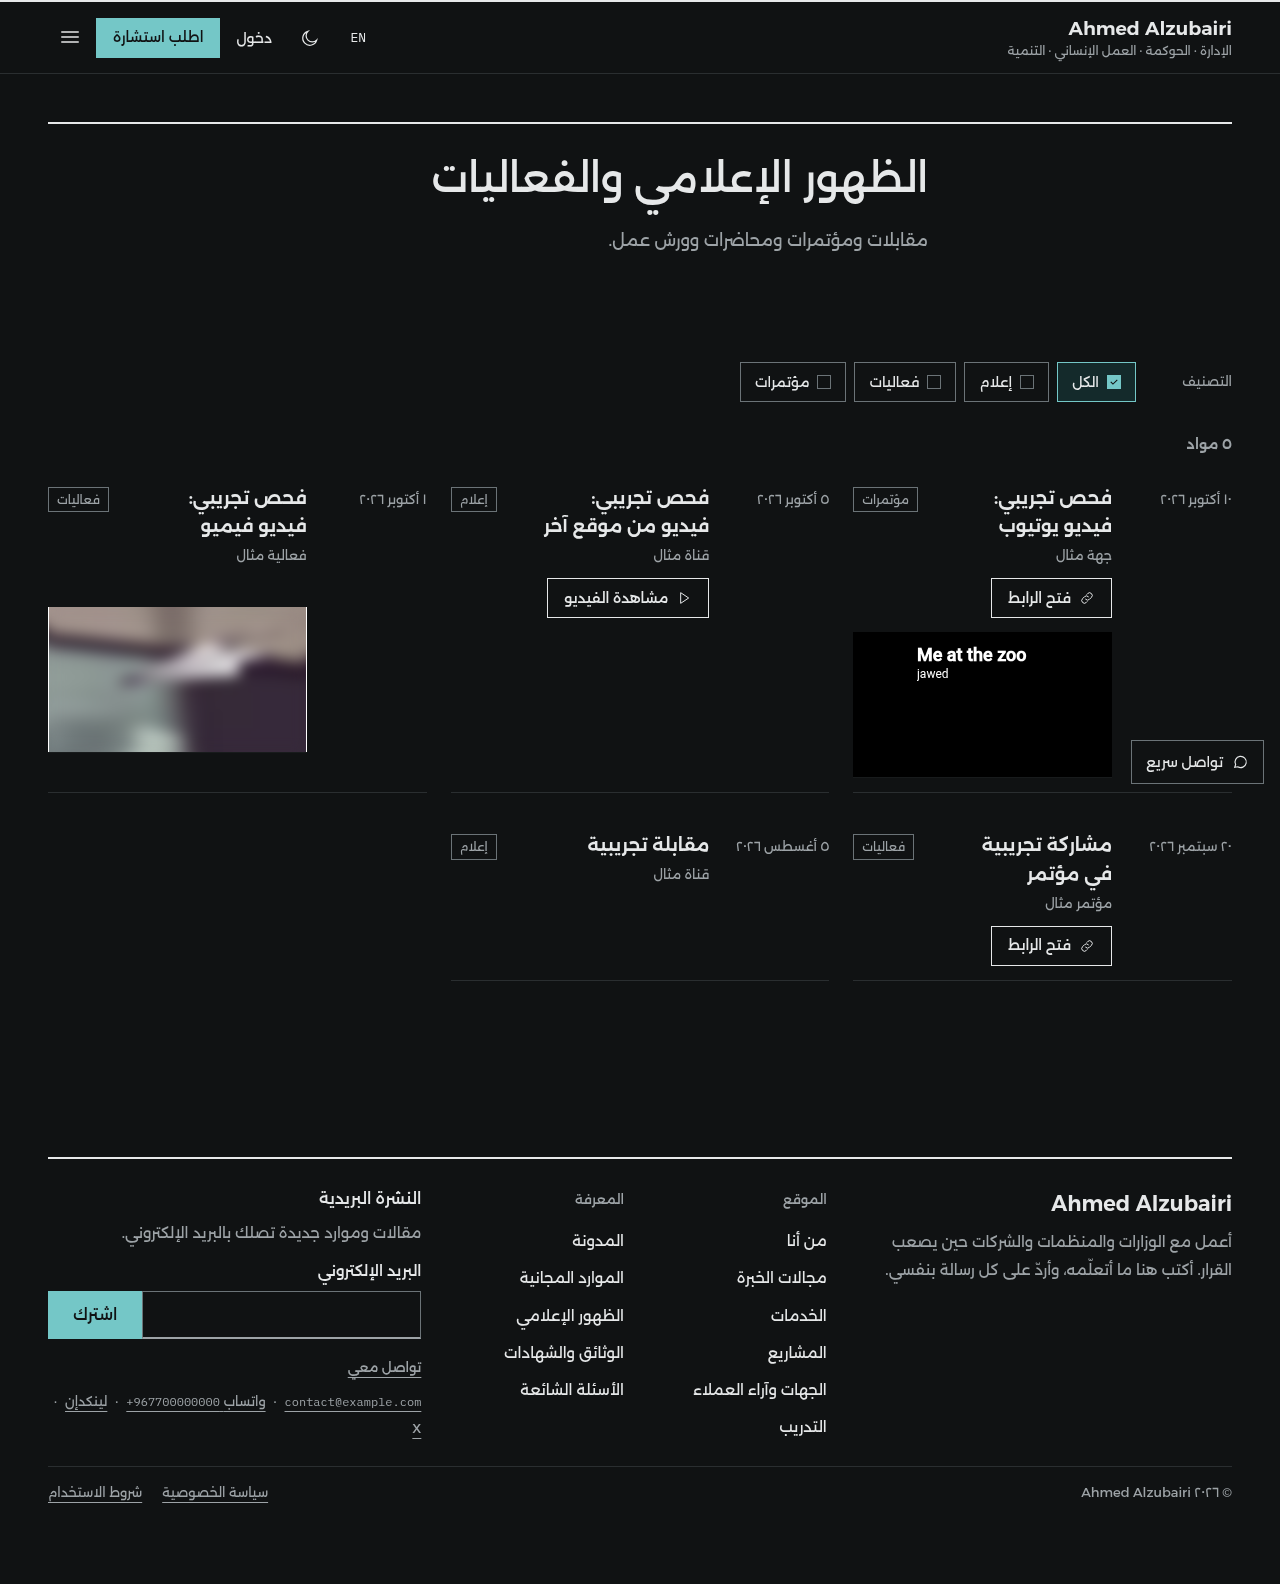 Ahmed Alzubairi
الإدارة · الحوكمة · العمل الإنساني · التنمية
EN
دخول
اطلب استشارة
الظهور الإعلامي والفعاليات
مقابلات ومؤتمرات ومحاضرات وورش عمل.
التصنيف
الكل
إعلام
فعاليات
مؤتمرات
٥ مواد
١٠ أكتوبر ٢٠٢٦
فحص تجريبي:
فيديو يوتيوب
جهة مثال
مؤتمرات
فتح الرابط
Me at the zoo
jawed
٥ أكتوبر ٢٠٢٦
فحص تجريبي:
فيديو من موقع آخر
قناة مثال
إعلام
مشاهدة الفيديو
١ أكتوبر ٢٠٢٦
فحص تجريبي:
فيديو فيميو
فعالية مثال
فعاليات
تواصل سريع
٢٠ سبتمبر ٢٠٢٦
مشاركة تجريبية
في مؤتمر
مؤتمر مثال
فعاليات
فتح الرابط
٥ أغسطس ٢٠٢٦
مقابلة تجريبية
قناة مثال
إعلام
Ahmed Alzubairi
أعمل مع الوزارات والمنظمات والشركات حين يصعب
القرار. أكتب هنا ما أتعلّمه، وأردّ على كل رسالة بنفسي.
الموقع
من أنا
مجالات الخبرة
الخدمات
المشاريع
الجهات وآراء العملاء
التدريب
المعرفة
المدونة
الموارد المجانية
الظهور الإعلامي
الوثائق والشهادات
الأسئلة الشائعة
النشرة البريدية
مقالات وموارد جديدة تصلك بالبريد الإلكتروني.
البريد الإلكتروني
اشترك
تواصل معي
contact@example.com · واتساب +967700000000 · لينكدإن ·
X
© ٢٠٢٦ Ahmed Alzubairi
سياسة الخصوصية
شروط الاستخدام